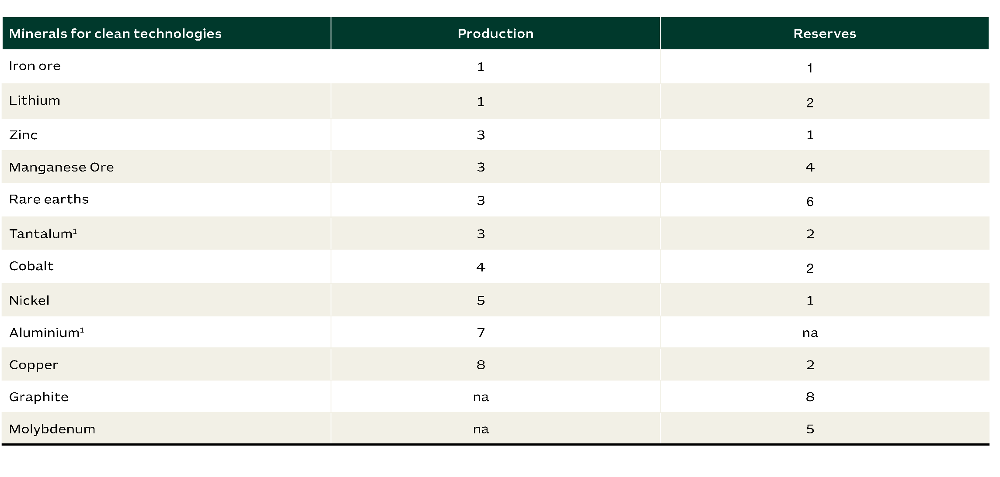 Minerals for clean technologies Production Reserves
Iron ore 1 1
Lithium 1 2
Zinc 3 1
Manganese Ore 3 4
Rare earths 3 6
Tantalum¹ 3 2
Cobalt 4 2
Nickel 5 1
Aluminium¹ 7 na
Copper 8 2
Graphite na 8
Molybdenum na 5